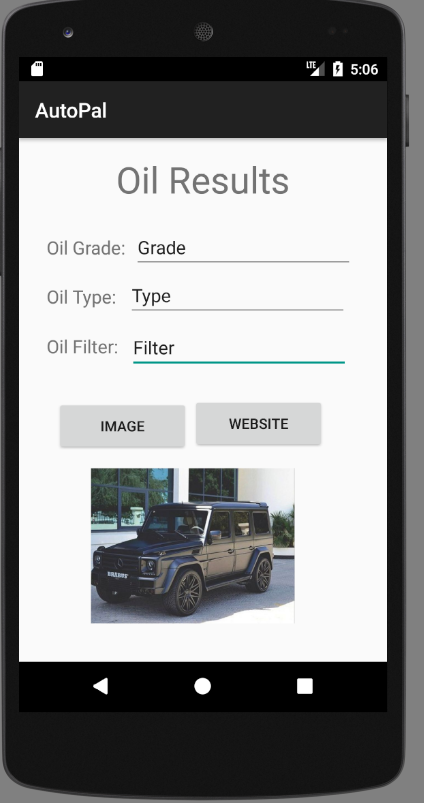 LTE 5:06
AutoPal
Oil Results
Oil Grade: Grade
Oil Type: Type
Oil Filter: Filter
IMAGE WEBSITE
BRABUS